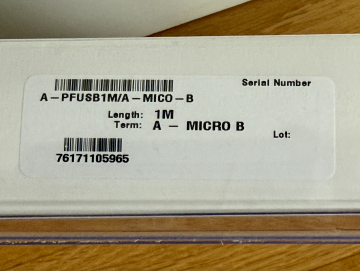 Serial Number
A-PFUSB1M/A-MICO-B
Length: 1M
Term: A - MICRO B
Lot:
76171105965